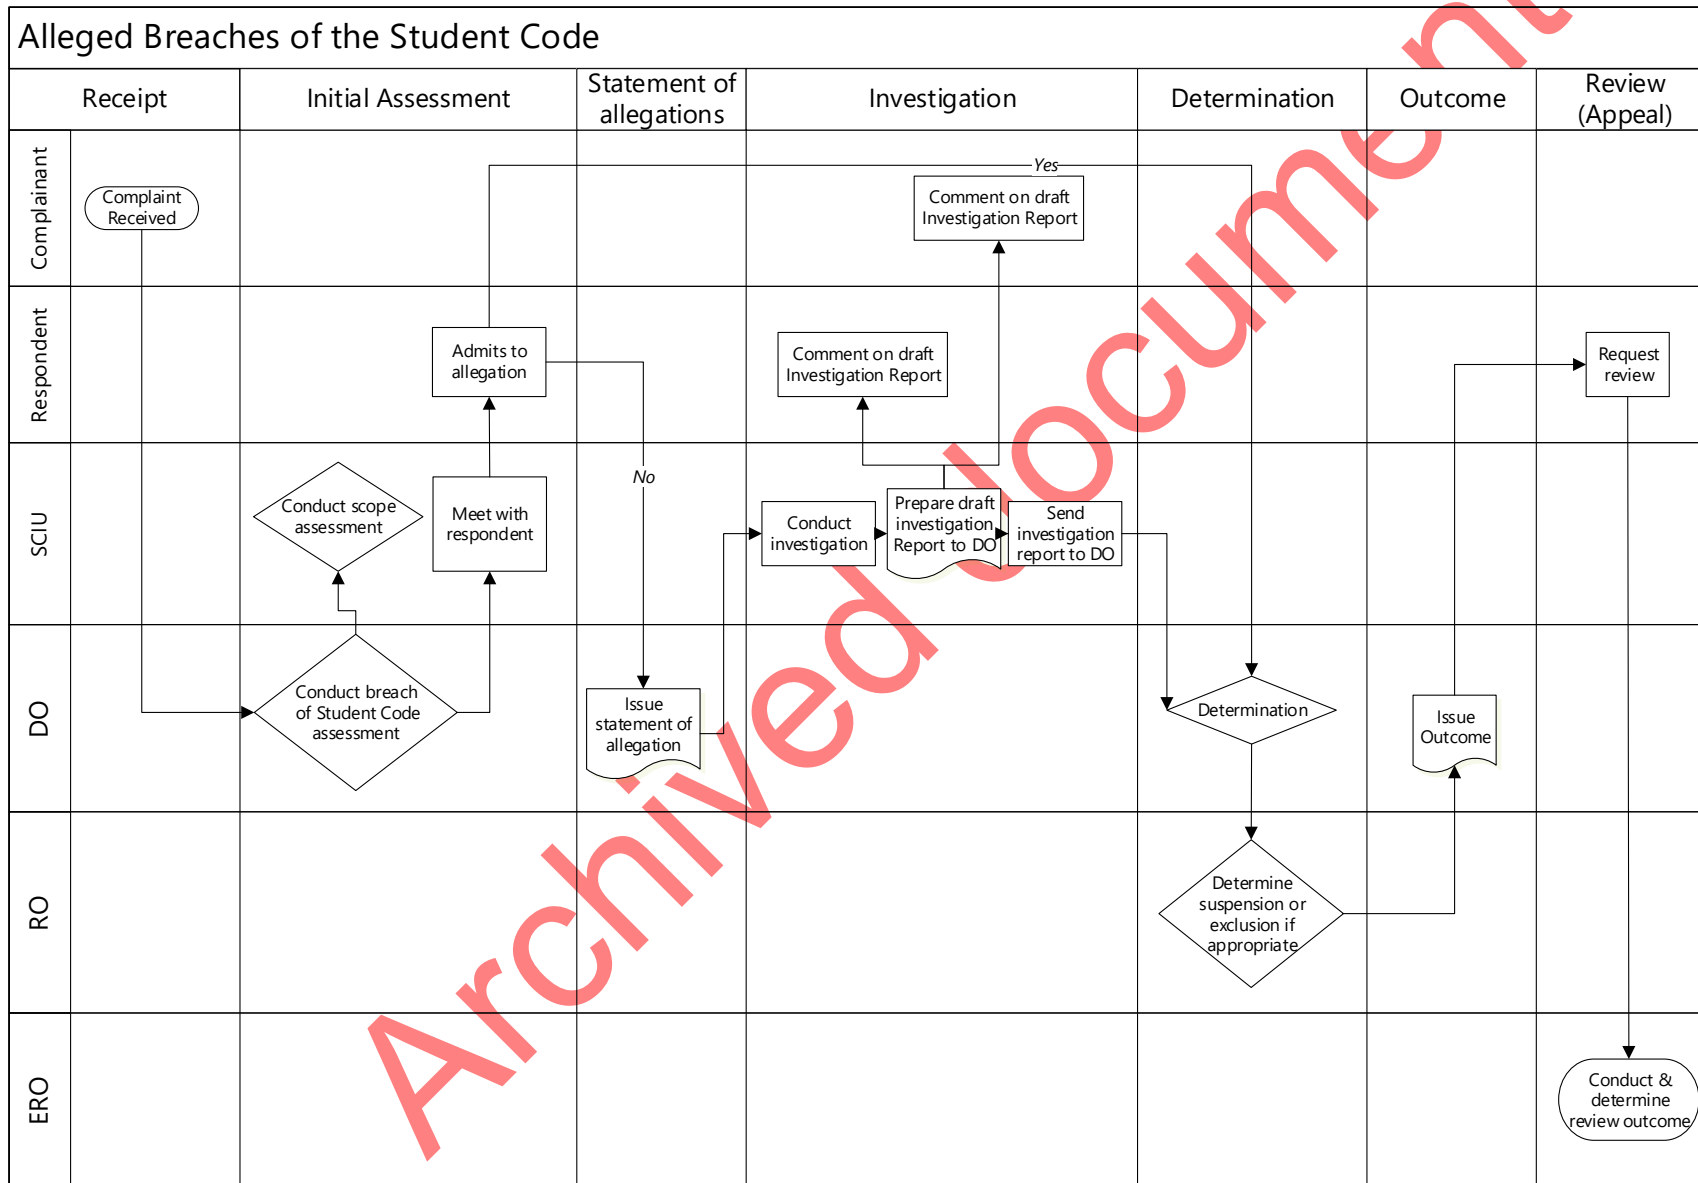 Alleged Breaches of the Student Code
Receipt
Initial Assessment
Statement of
allegations
Investigation
Determination
Outcome
Review
(Appeal)
Complainant
Complaint
Received
Yes
Comment on draft
Investigation Report
Respondent
Admits to
allegation
Comment on draft
Investigation Report
Request
review
SCIU
Conduct scope
assessment
Meet with
respondent
No
Conduct
investigation
Prepare draft
investigation
Report to DO
Send
investigation
report to DO
DO
Conduct breach
of Student Code
assessment
Issue
statement of
allegation
Determination
Issue
Outcome
RO
Determine
suspension or
exclusion if
appropriate
ERO
Conduct &
determine
review outcome
Archived document